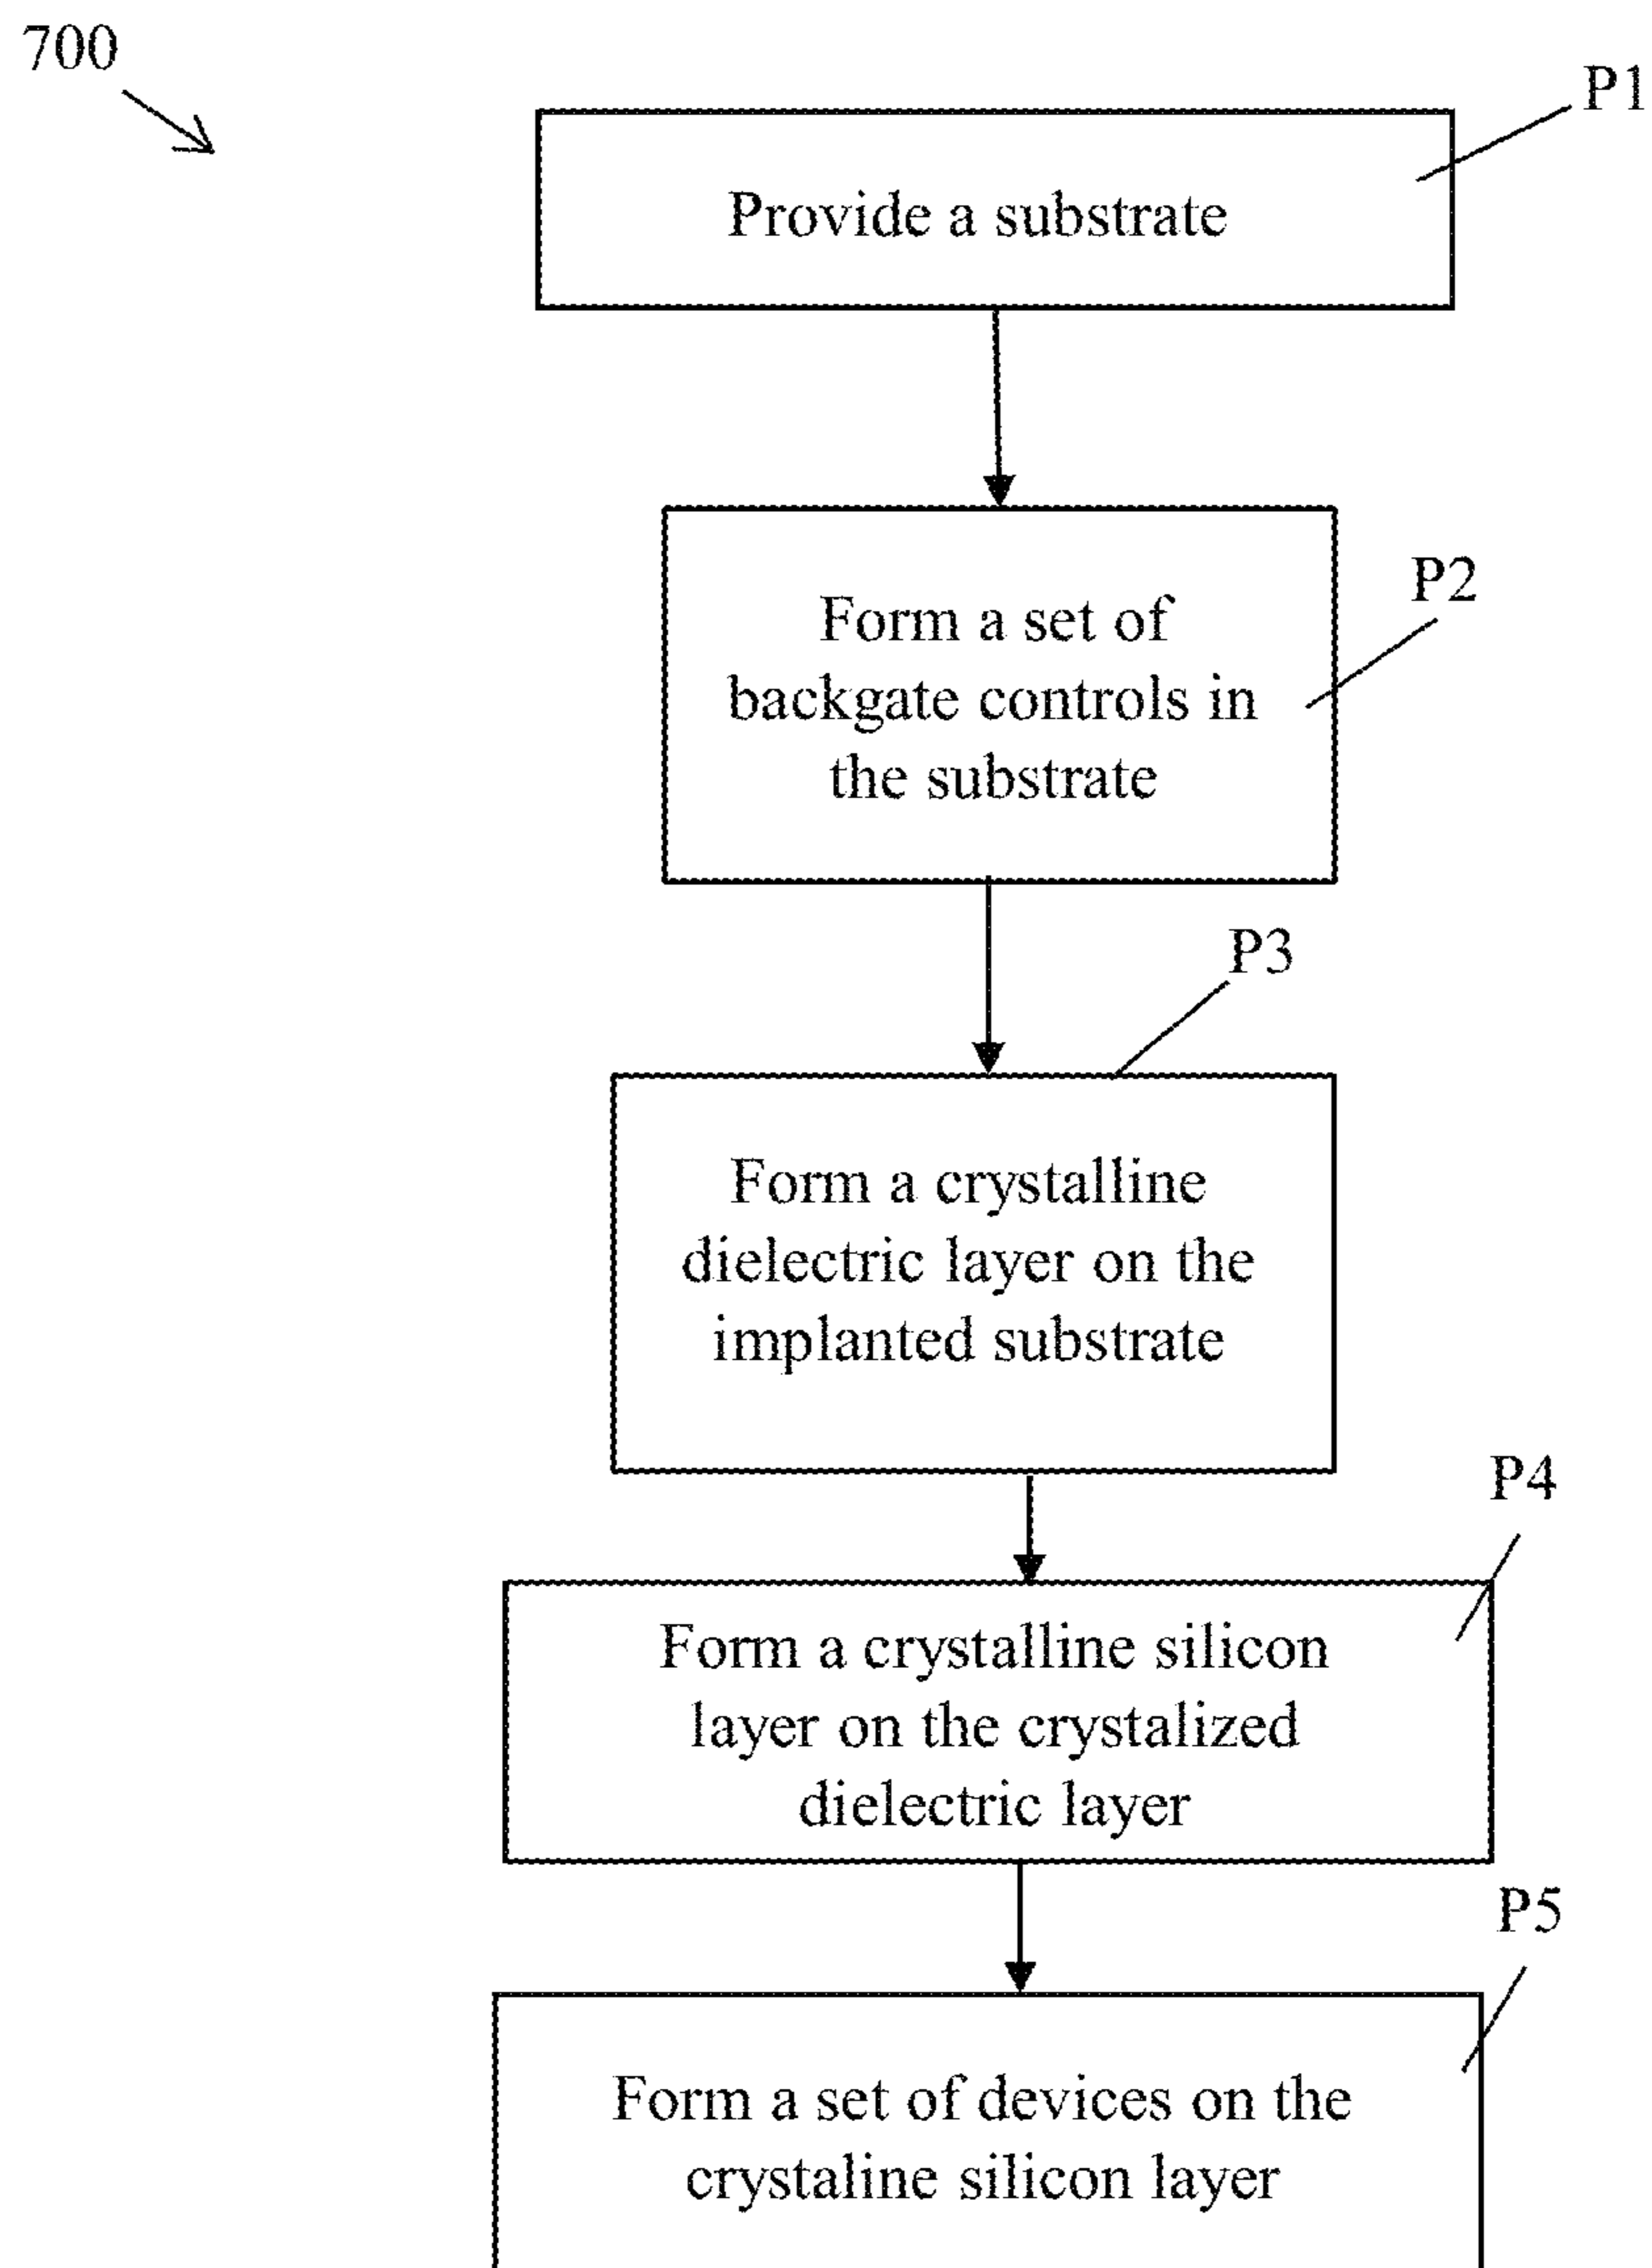 700
P1
Provide a substrate
P2
Form a set of
backgate controls in
the substrate
P3
Form a crystalline
dielectric layer on the
implanted substrate
P4
Form a crystalline silicon
layer on the crystalized
dielectric layer
P5
Form a set of devices on the
crystaline silicon layer